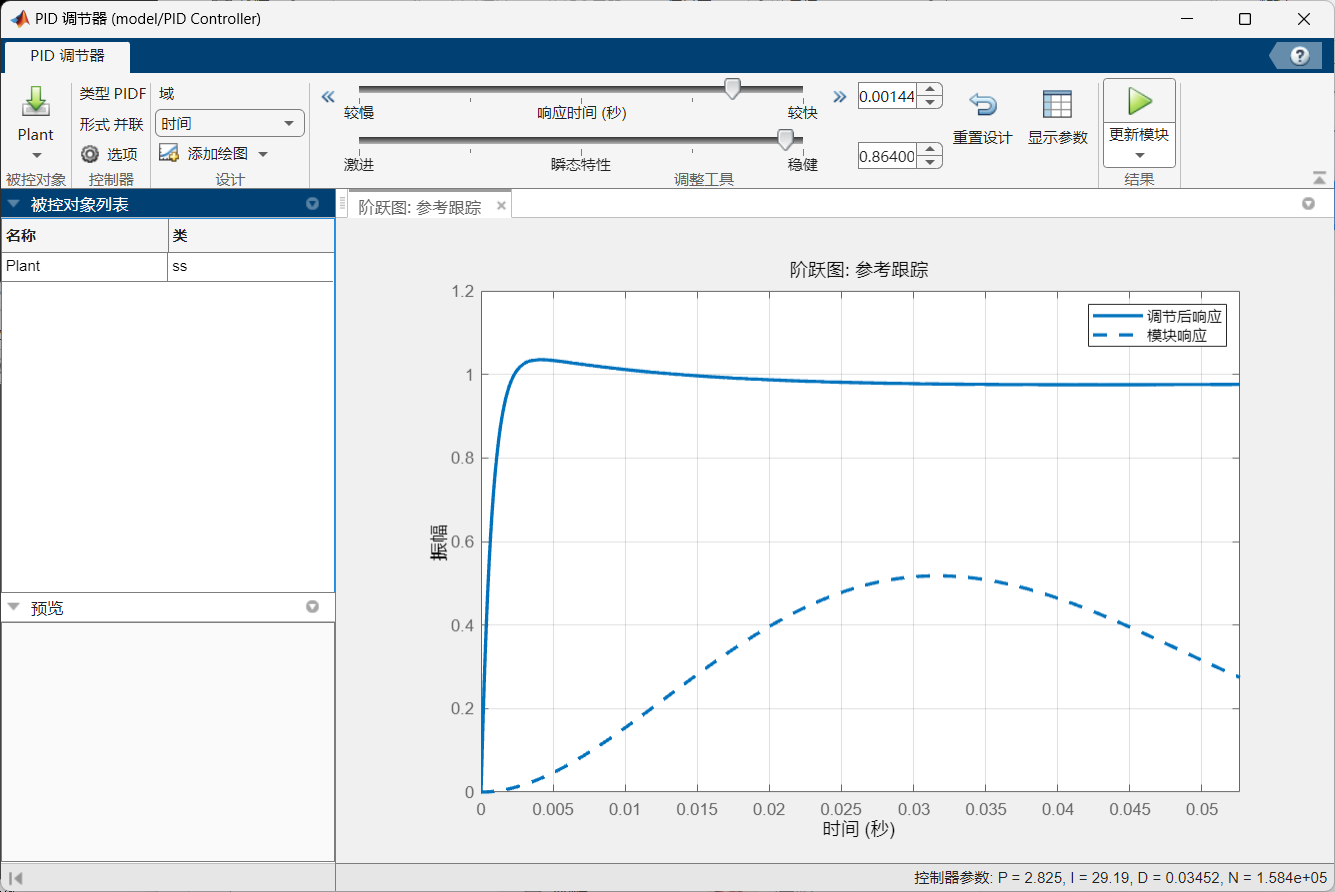 PID 调节器 (model/PID Controller)
PID 调节器
Plant
被控对象
类型 PIDF
形式 并联
选项
控制器
域
时间
添加绘图
设计
较慢
响应时间 (秒)
较快
0.00144
激进
瞬态特性
稳健
0.86400
调整工具
重置设计
显示参数
更新模块
结果
被控对象列表
名称 类
Plant ss
预览
阶跃图: 参考跟踪
阶跃图: 参考跟踪
调节后响应
模块响应
振幅
1.2
1
0.8
0.6
0.4
0.2
0
0 0.005 0.01 0.015 0.02 0.025 0.03 0.035 0.04 0.045 0.05
时间 (秒)
控制器参数: P = 2.825, I = 29.19, D = 0.03452, N = 1.584e+05